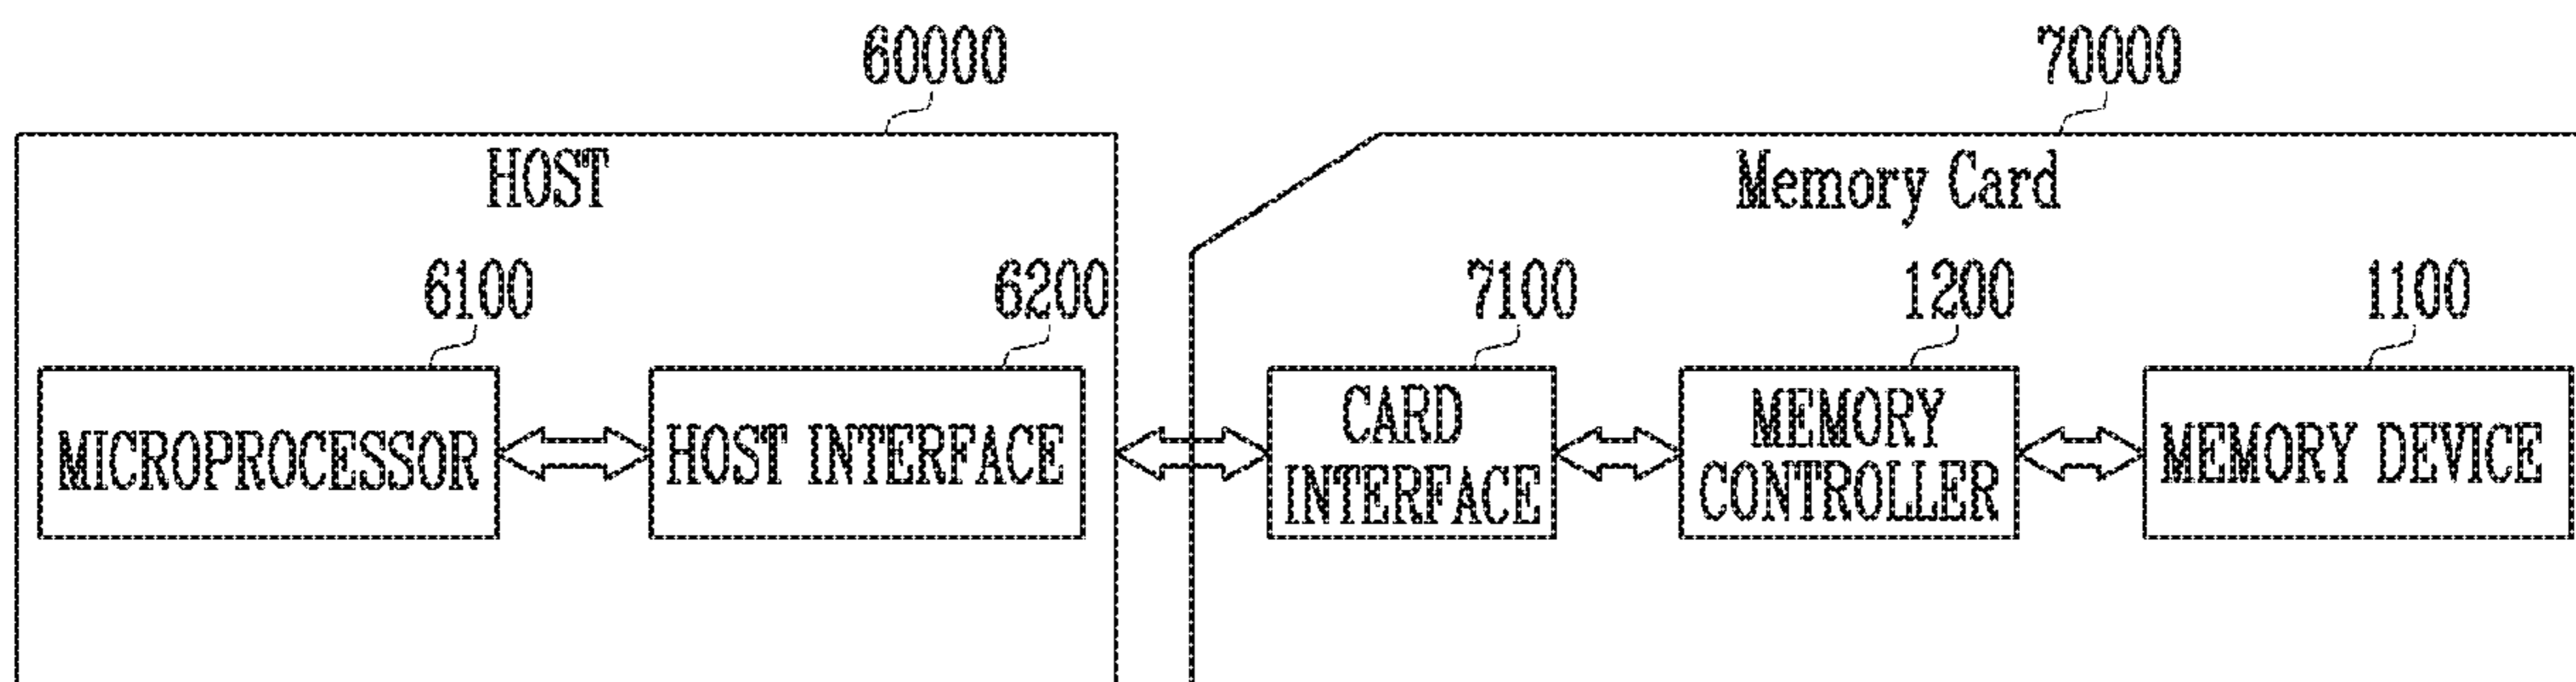 60000
70000
HOST
Memory Card
6100
6200
7100
1200
1100
MICROPROCESSOR
HOST INTERFACE
CARD
INTERFACE
MEMORY
CONTROLLER
MEMORY DEVICE